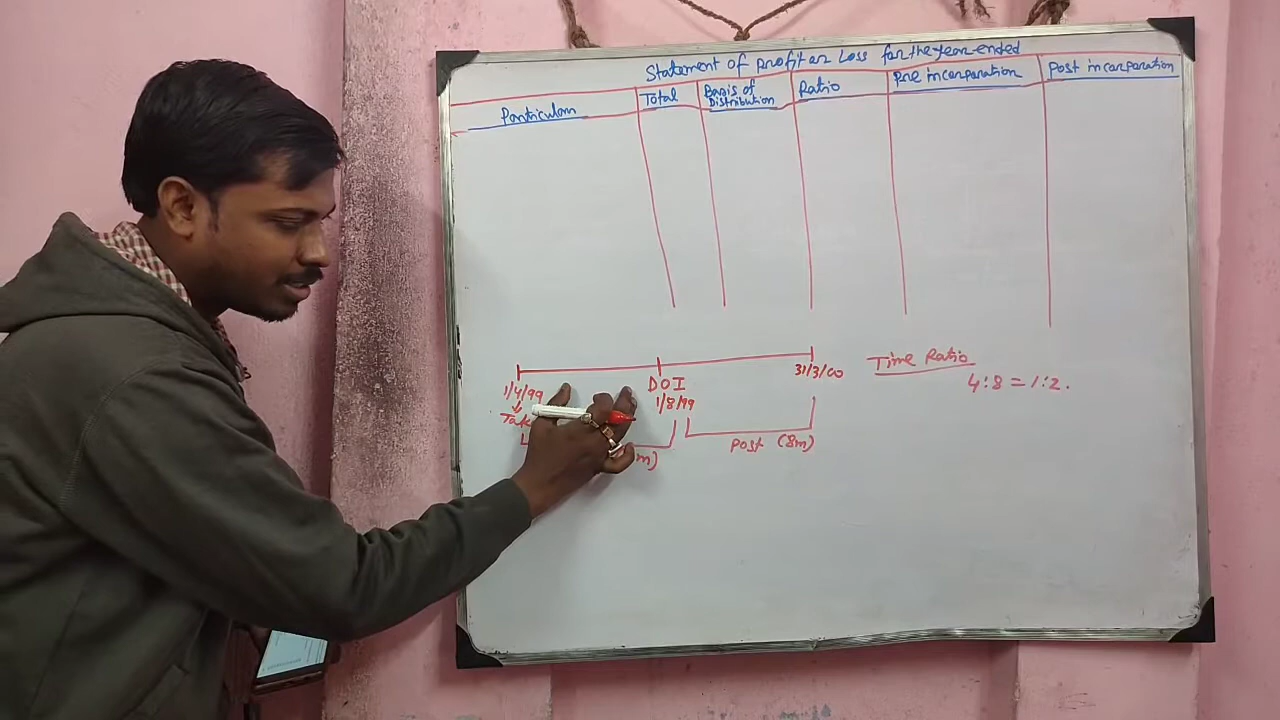 Statement of Profit or Loss for the year ended
Particulars
Total
Basis of
Distribution
Ratio
Pre incorporation
Post incorporation
1/4/99
DOI
1/8/99
31/3/00
Post (8m)
Time Ratio
4:8 = 1:2.